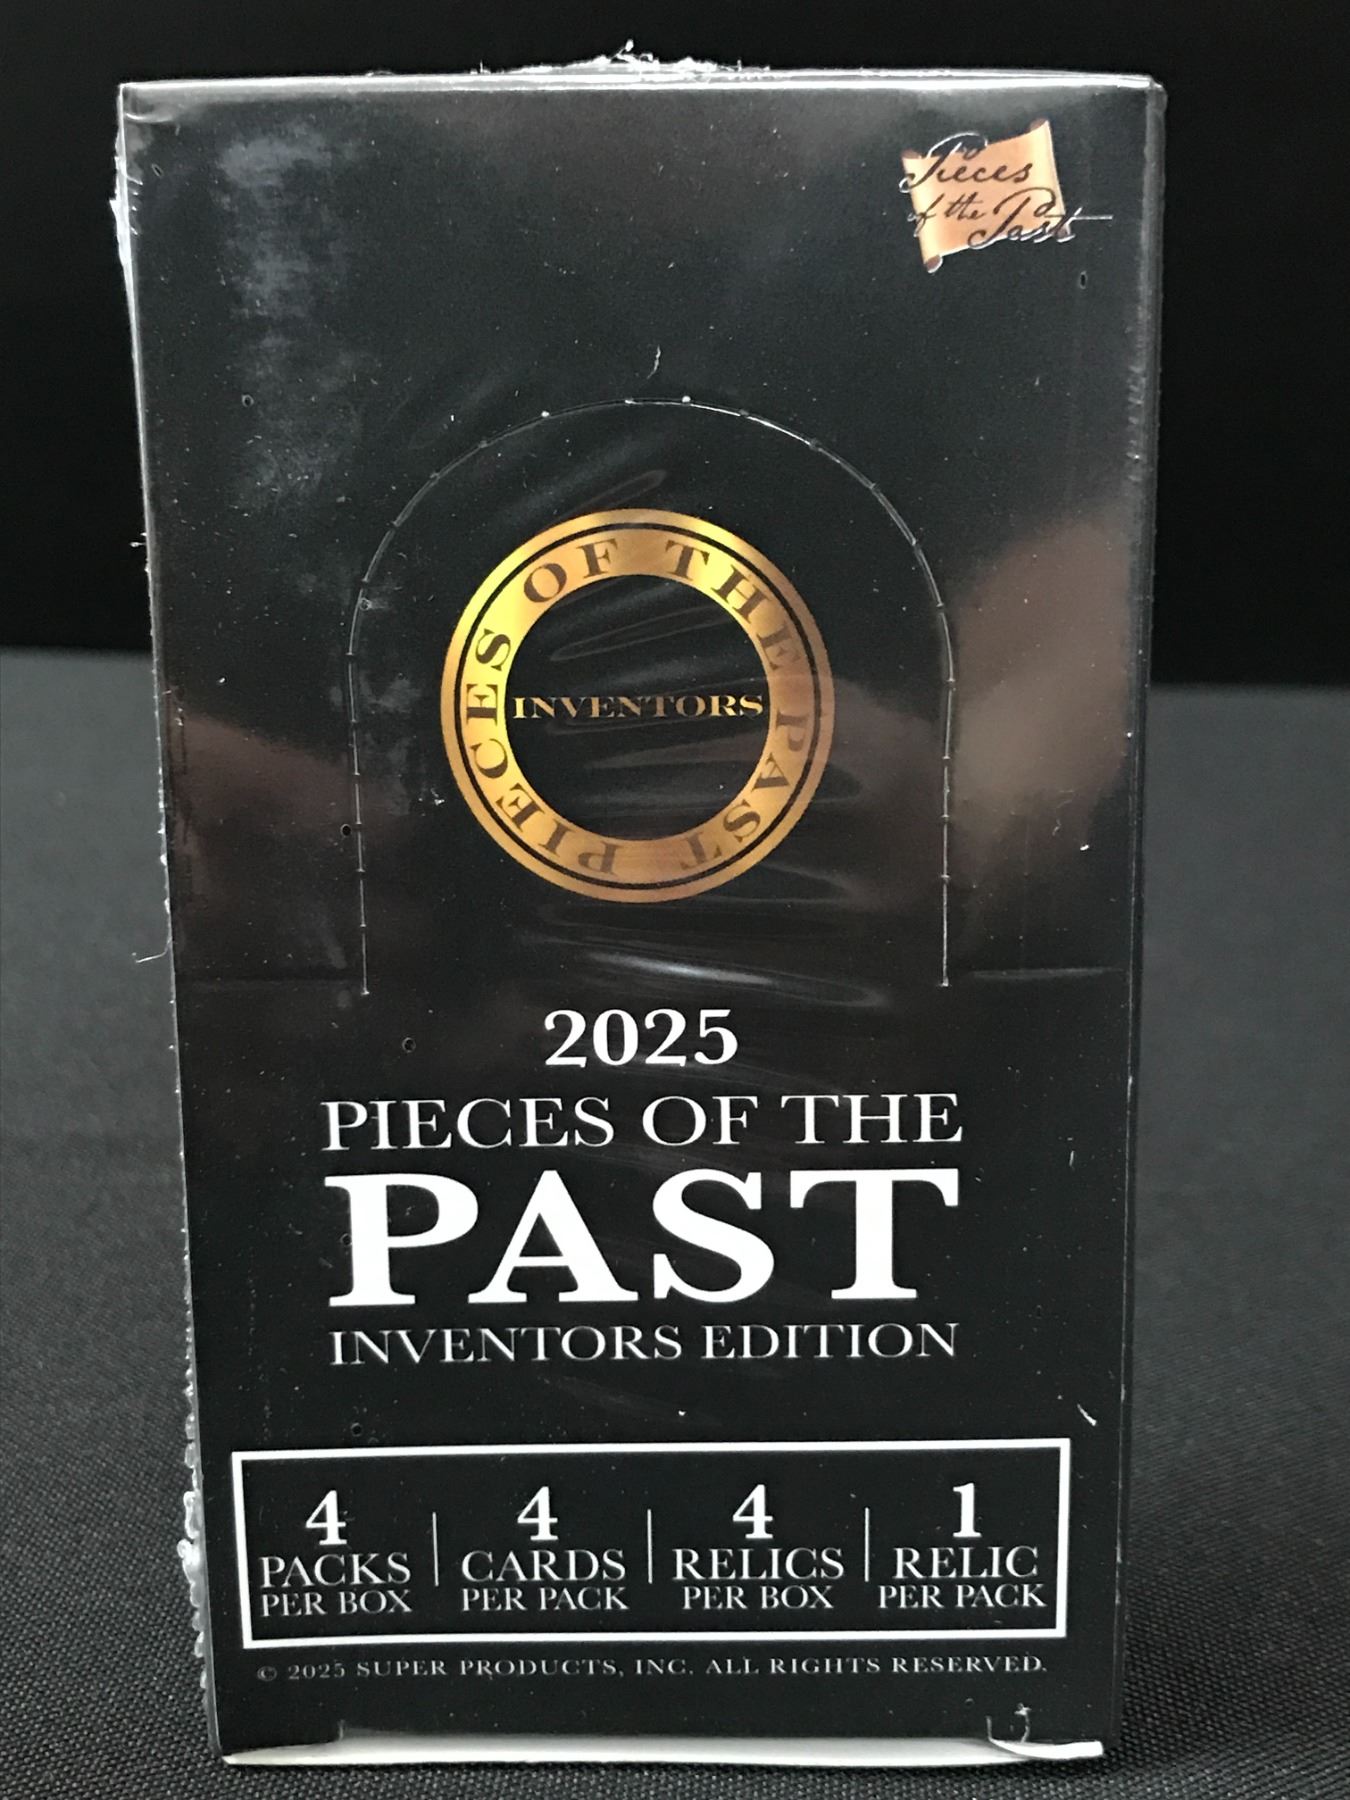 Pieces
of the Past
PIECES OF THE PAST
INVENTORS
2025
PIECES OF THE
PAST
INVENTORS EDITION
4 4 4 1
PACKS CARDS RELICS RELIC
PER BOX PER PACK PER BOX PER PACK
© 2025 SUPER PRODUCTS, INC. ALL RIGHTS RESERVED.